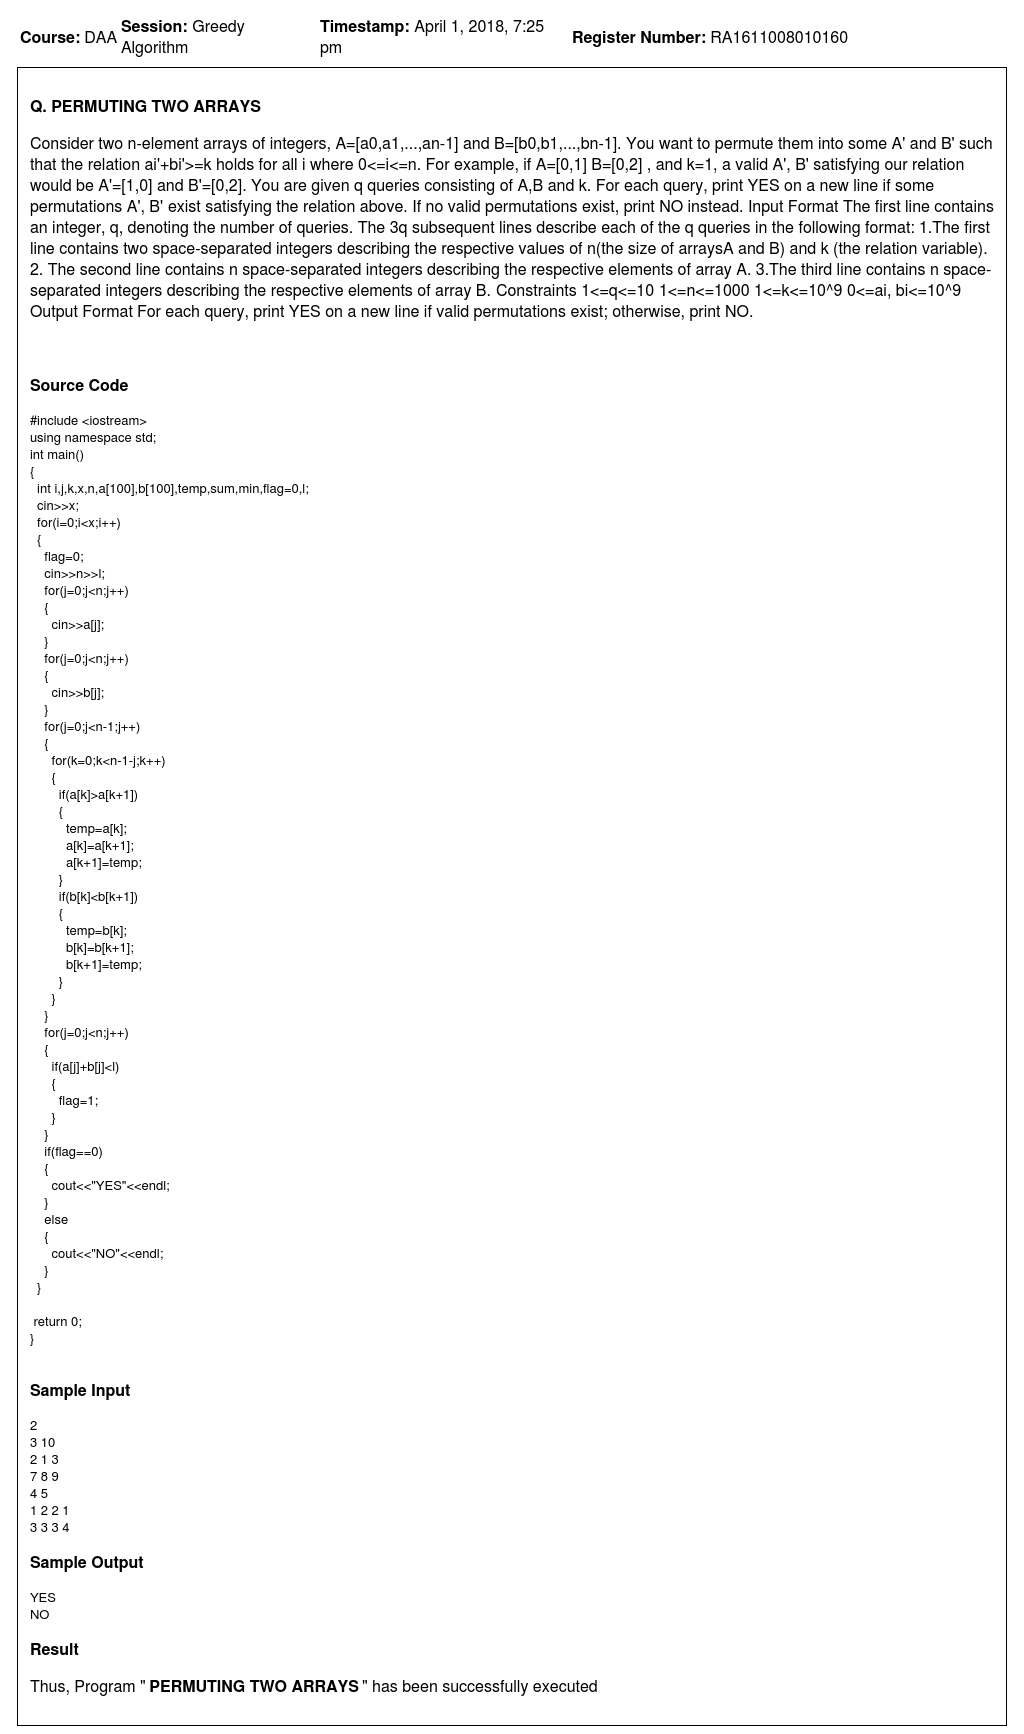 Course: DAA Session: Greedy Algorithm Timestamp: April 1, 2018, 7:25 pm Register Number: RA1611008010160
Q. PERMUTING TWO ARRAYS
Consider two n-element arrays of integers, A=[a0,a1,...,an-1] and B=[b0,b1,...,bn-1]. You want to permute them into some A' and B' such
that the relation ai'+bi'>=k holds for all i where 0<=i<=n. For example, if A=[0,1] B=[0,2] , and k=1, a valid A', B' satisfying our relation
would be A'=[1,0] and B'=[0,2]. You are given q queries consisting of A,B and k. For each query, print YES on a new line if some
permutations A', B' exist satisfying the relation above. If no valid permutations exist, print NO instead. Input Format The first line contains
an integer, q, denoting the number of queries. The 3q subsequent lines describe each of the q queries in the following format: 1.The first
line contains two space-separated integers describing the respective values of n(the size of arraysA and B) and k (the relation variable).
2. The second line contains n space-separated integers describing the respective elements of array A. 3.The third line contains n space-
separated integers describing the respective elements of array B. Constraints 1<=q<=10 1<=n<=1000 1<=k<=10^9 0<=ai, bi<=10^9
Output Format For each query, print YES on a new line if valid permutations exist; otherwise, print NO.
Source Code
#include <iostream>
using namespace std;
int main()
{
int i,j,k,x,n,a[100],b[100],temp,sum,min,flag=0,l;
cin>>x;
for(i=0;i<x;i++)
{
flag=0;
cin>>n>>l;
for(j=0;j<n;j++)
{
cin>>a[j];
}
for(j=0;j<n;j++)
{
cin>>b[j];
}
for(j=0;j<n-1;j++)
{
for(k=0;k<n-1-j;k++)
{
if(a[k]>a[k+1])
{
temp=a[k];
a[k]=a[k+1];
a[k+1]=temp;
}
if(b[k]<b[k+1])
{
temp=b[k];
b[k]=b[k+1];
b[k+1]=temp;
}
}
}
for(j=0;j<n;j++)
{
if(a[j]+b[j]<l)
{
flag=1;
}
}
if(flag==0)
{
cout<<"YES"<<endl;
}
else
{
cout<<"NO"<<endl;
}
}
return 0;
}
Sample Input
2
3 10
2 1 3
7 8 9
4 5
1 2 2 1
3 3 3 4
Sample Output
YES
NO
Result
Thus, Program " PERMUTING TWO ARRAYS " has been successfully executed